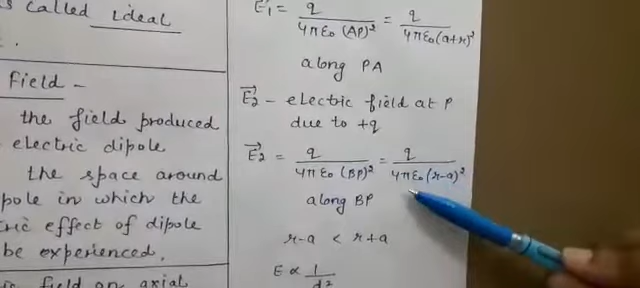 s called ideal
.
Field -
the field produced
electric dipole
the space around
pole in which the
ric effect of dipole
be experienced.
field on axial
E₁ = q / 4πε₀ (AP)² = q / 4πε₀(a+r)²
along PA
E₂ - electric field at P
due to +q
E₂ = q / 4πε₀ (BP)² = q / 4πε₀ (r-a)²
along BP
r-a < r+a
E ∝ 1 / d²